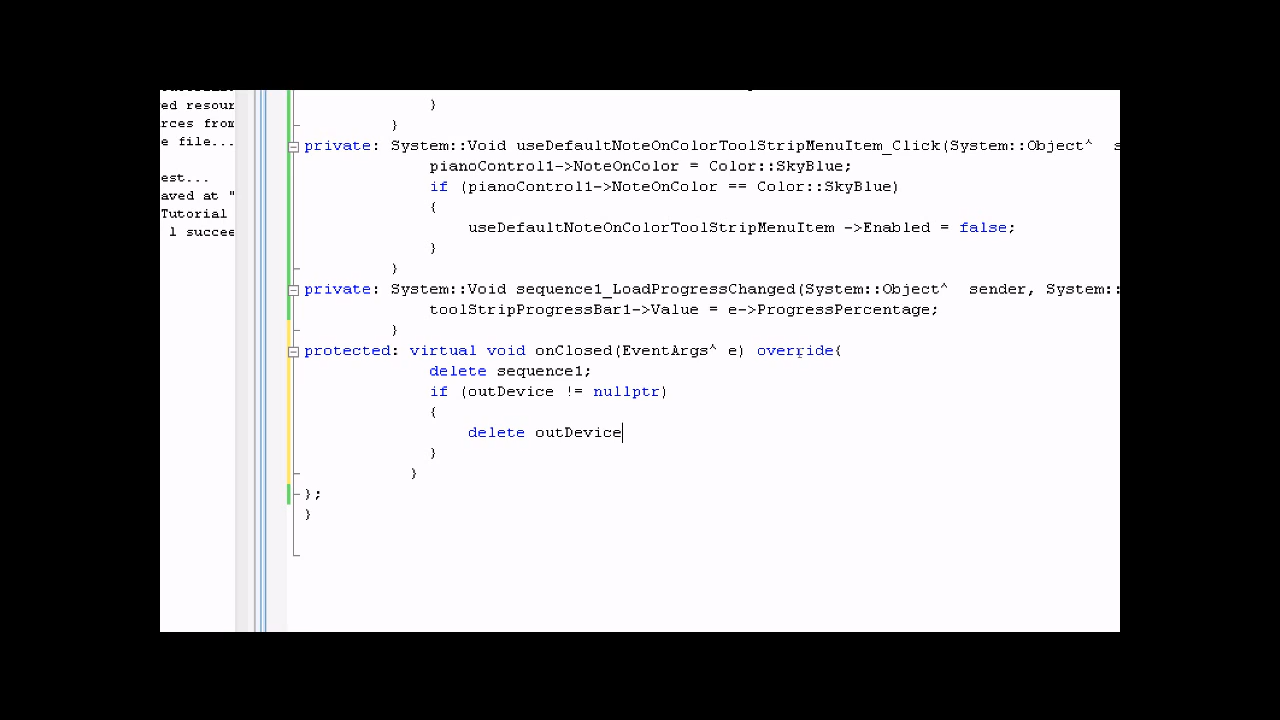 ed resour
}
rces from
}
e file...
private: System::Void useDefaultNoteOnColorToolStripMenuItem_Click(System::Object^ s
pianoControl1->NoteOnColor = Color::SkyBlue;
est...
if (pianoControl1->NoteOnColor == Color::SkyBlue)
aved at "
{
Tutorial
useDefaultNoteOnColorToolStripMenuItem ->Enabled = false;
1 succee
}
}
private: System::Void sequence1_LoadProgressChanged(System::Object^ sender, System::
toolStripProgressBar1->Value = e->ProgressPercentage;
}
protected: virtual void onClosed(EventArgs^ e) override{
delete sequence1;
if (outDevice != nullptr)
{
delete outDevice
}
}
};
}